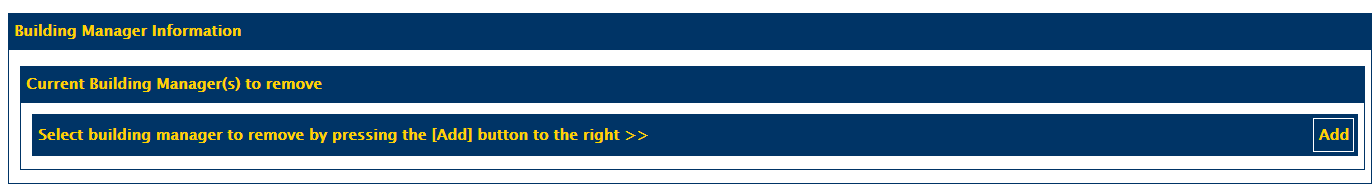 Building Manager Information
Current Building Manager(s) to remove
Select building manager to remove by pressing the [Add] button to the right >> Add